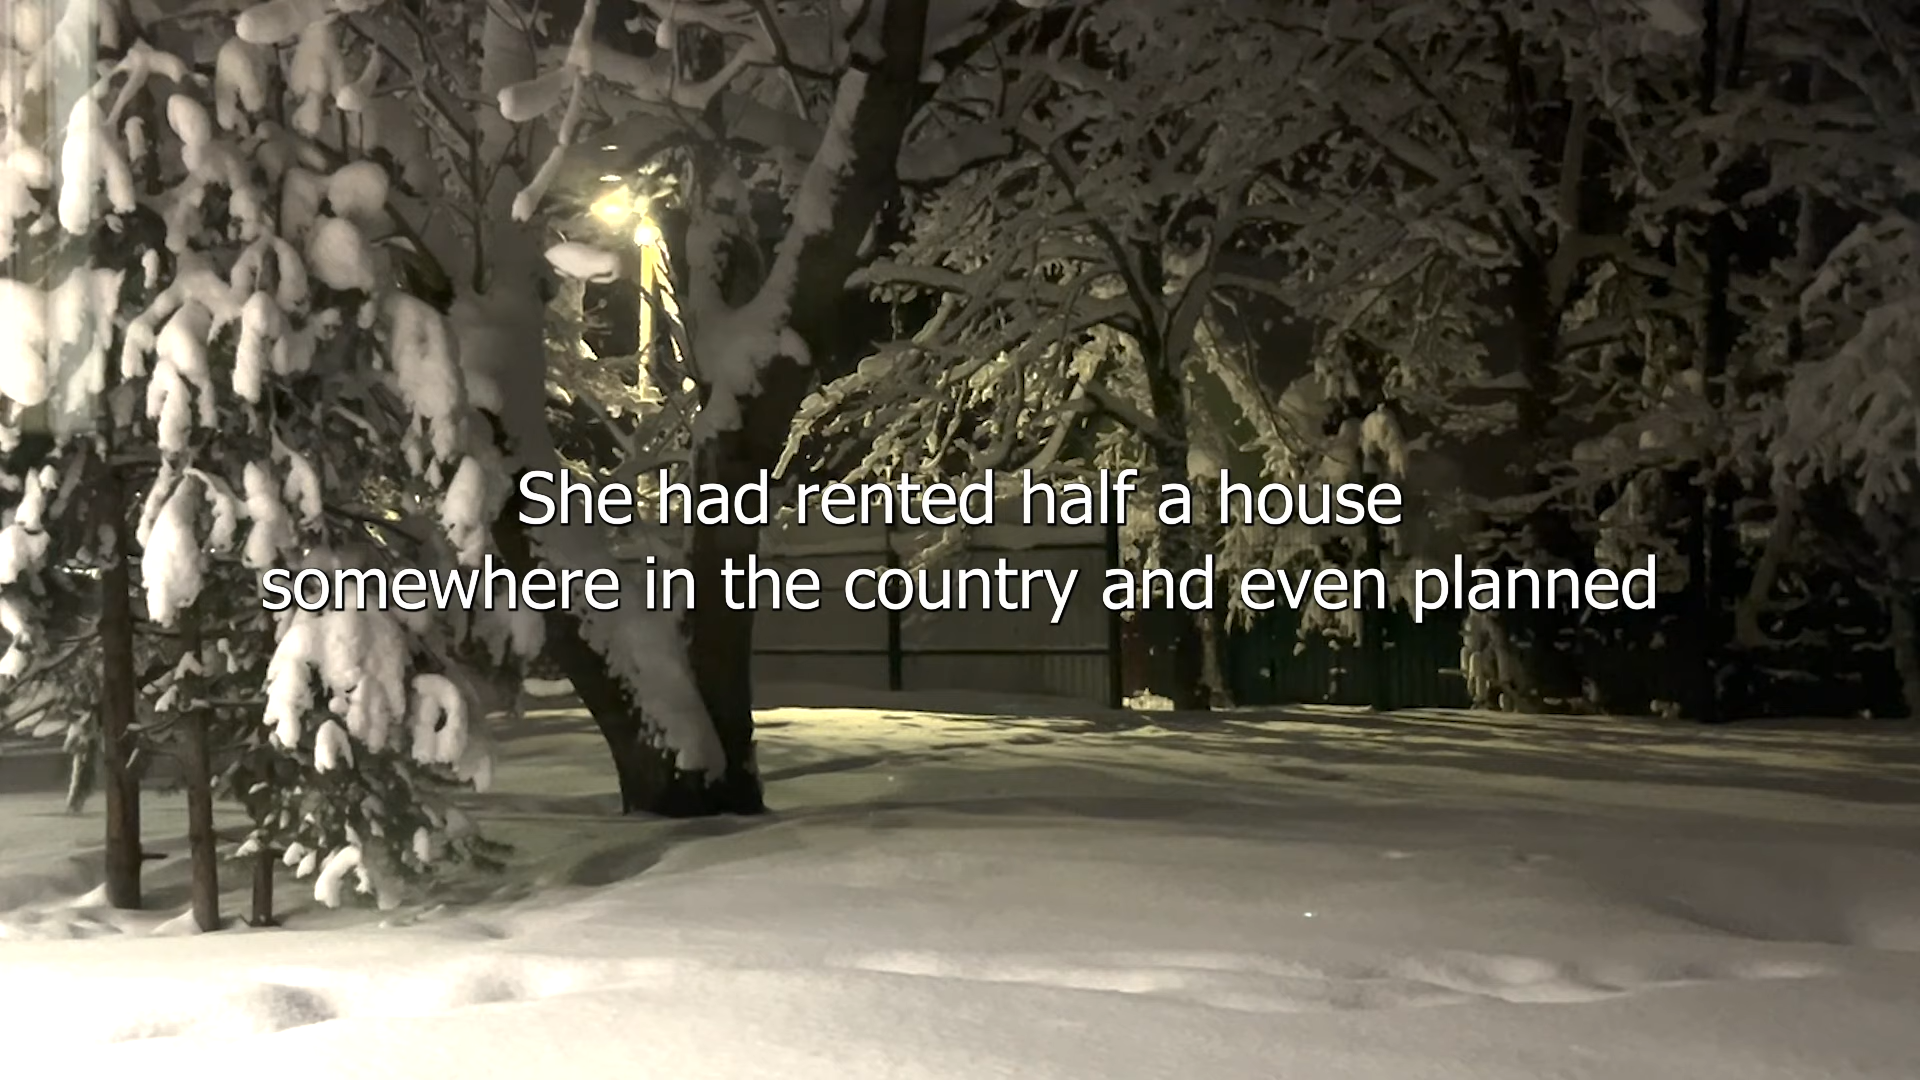 She had rented half a house
somewhere in the country and even planned